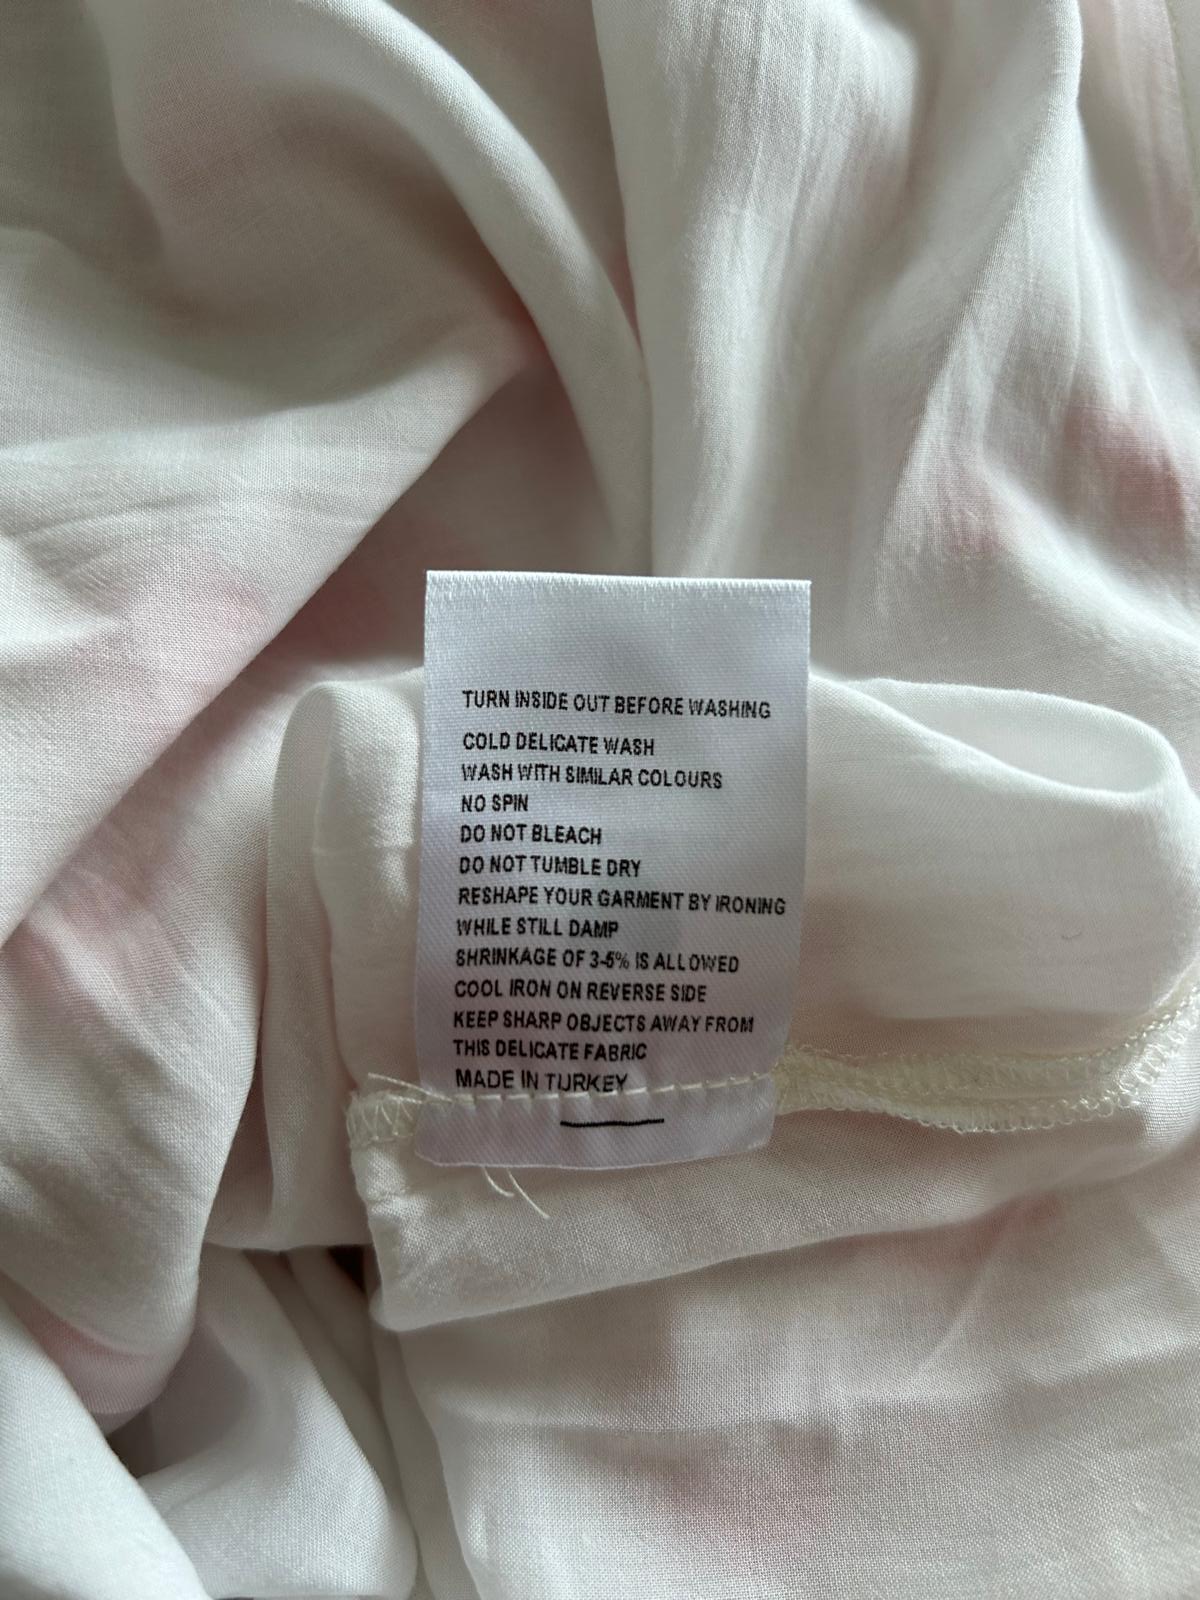 TURN INSIDE OUT BEFORE WASHING
COLD DELICATE WASH
WASH WITH SIMILAR COLOURS
NO SPIN
DO NOT BLEACH
DO NOT TUMBLE DRY
RESHAPE YOUR GARMENT BY IRONING
WHILE STILL DAMP
SHRINKAGE OF 3-5% IS ALLOWED
COOL IRON ON REVERSE SIDE
KEEP SHARP OBJECTS AWAY FROM
THIS DELICATE FABRIC
MADE IN TURKEY